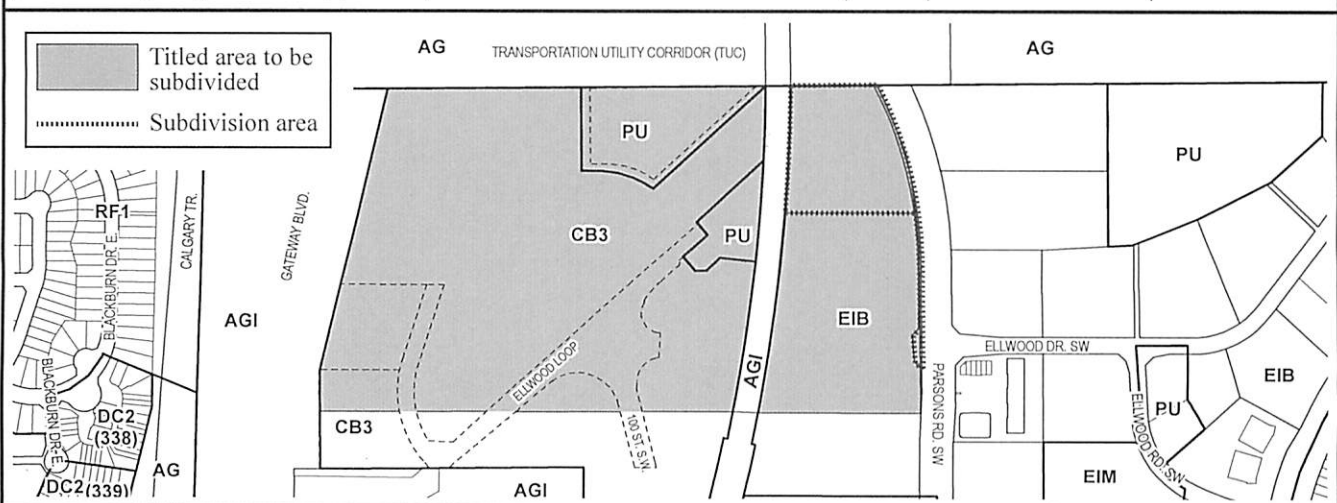 Titled area to be
subdivided
Subdivision area
AG
TRANSPORTATION UTILITY CORRIDOR (TUC)
AG
PU
PU
RF1
BLACKBURN DR. E.
CALGARY TR.
GATEWAY BLVD.
CB3
PU
AGI
EIB
ELLWOOD DR. SW
ELLWOOD LOOP
AGI
PARSONS RD. SW
EIB
BLACKBURN DR. E.
DC2
(338)
CB3
100 ST. S.W.
PU
ELLWOOD RD. SW
AG
DC2 (339)
AGI
EIM